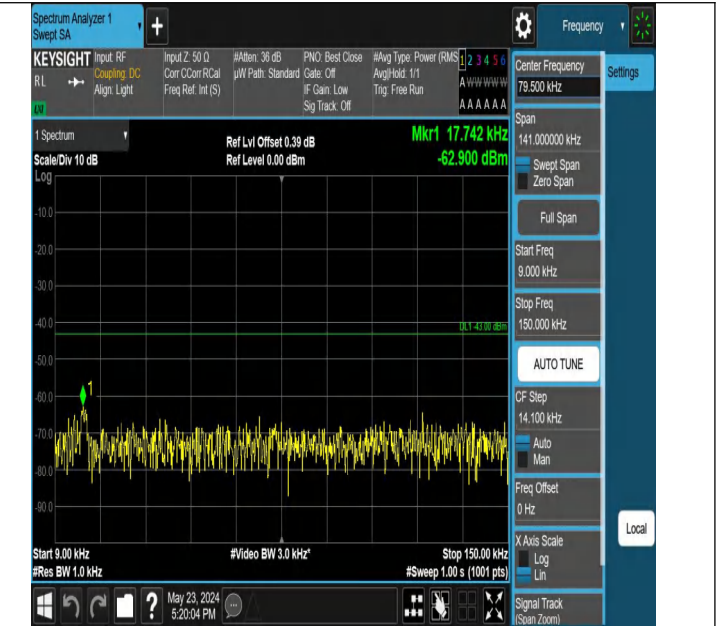 Spectrum Analyzer 1
Swept SA
+
Frequency
KEYSIGHT
RL
Input: RF
Coupling: DC
Align: Light
Input Z: 50 Ω
Corr CCorr RCal
Freq Ref: Int (S)
#Atten: 36 dB
µW Path: Standard
PNO: Best Close
Gate: Off
IF Gain: Low
Sig Track: Off
#Avg Type: Power (RMS
Avg|Hold: 1/1
Trig: Free Run
1 2 3 4 5 6
A W W W W W
A A A A A A
1 Spectrum
Scale/Div 10 dB
Log
Ref Lvl Offset 0.39 dB
Ref Level 0.00 dBm
Mkr1 17.742 kHz
-62.900 dBm
-10.0
-20.0
-30.0
-40.0
DL1 -43.00 dBm
-50.0
1
-60.0
-70.0
-80.0
-90.0
Start 9.00 kHz
#Video BW 3.0 kHz*
Stop 150.00 kHz
#Res BW 1.0 kHz
#Sweep 1.00 s (1001 pts)
?
May 23, 2024
5:20:04 PM
Center Frequency
79.500 kHz
Settings
Span
141.000000 kHz
Swept Span
Zero Span
Full Span
Start Freq
9.000 kHz
Stop Freq
150.000 kHz
AUTO TUNE
CF Step
14.100 kHz
Auto
Man
Freq Offset
0 Hz
Local
X Axis Scale
Log
Lin
Signal Track
(Span Zoom)